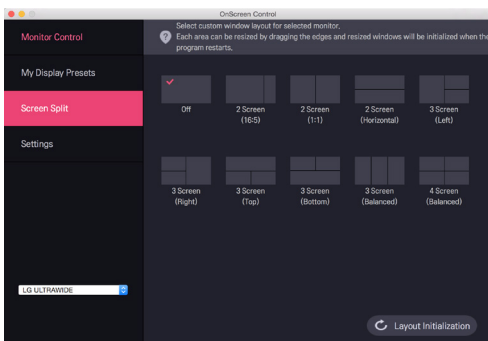 OnScreen Control
Monitor Control
My Display Presets
Screen Split
Settings
LG ULTRAWIDE
Select custom window layout for selected monitor.
? Each area can be resized by dragging the edges and resized windows will be initialized when the
program restarts.
Off
2 Screen
(16:5)
2 Screen
(1:1)
2 Screen
(Horizontal)
3 Screen
(Left)
3 Screen
(Right)
3 Screen
(Top)
3 Screen
(Bottom)
3 Screen
(Balanced)
4 Screen
(Balanced)
Layout Initialization